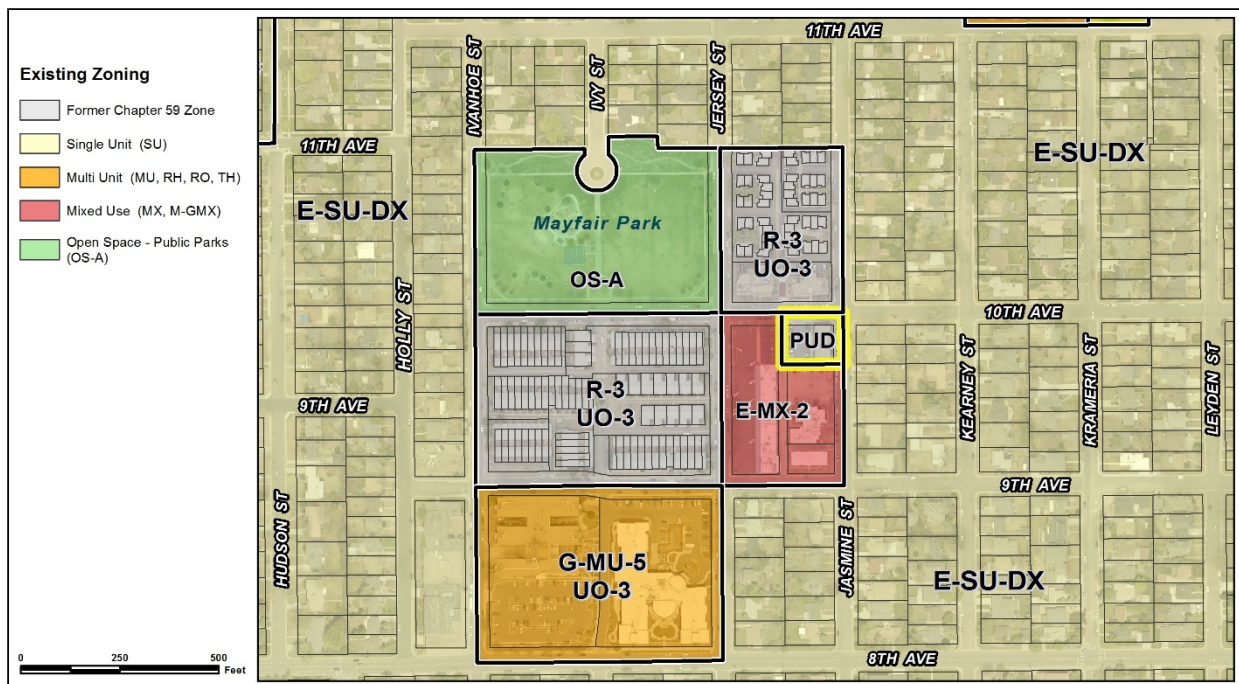 Existing Zoning
Former Chapter 59 Zone
Single Unit (SU)
Multi Unit (MU, RH, RO, TH)
Mixed Use (MX, M-GMX)
Open Space - Public Parks
(OS-A)
0 250 500
Feet
11TH AVE
IVANHOE ST
IVY ST
JERSEY ST
11TH AVE
E-SU-DX
E-SU-DX
Mayfair Park
OS-A
R-3
UO-3
10TH AVE
HOLLY ST
PUD
KEARNEY ST
KRAMERIA ST
LEYDEN ST
9TH AVE
R-3
UO-3
E-MX-2
9TH AVE
HUDSON ST
JASMINE ST
G-MU-5
UO-3
E-SU-DX
8TH AVE